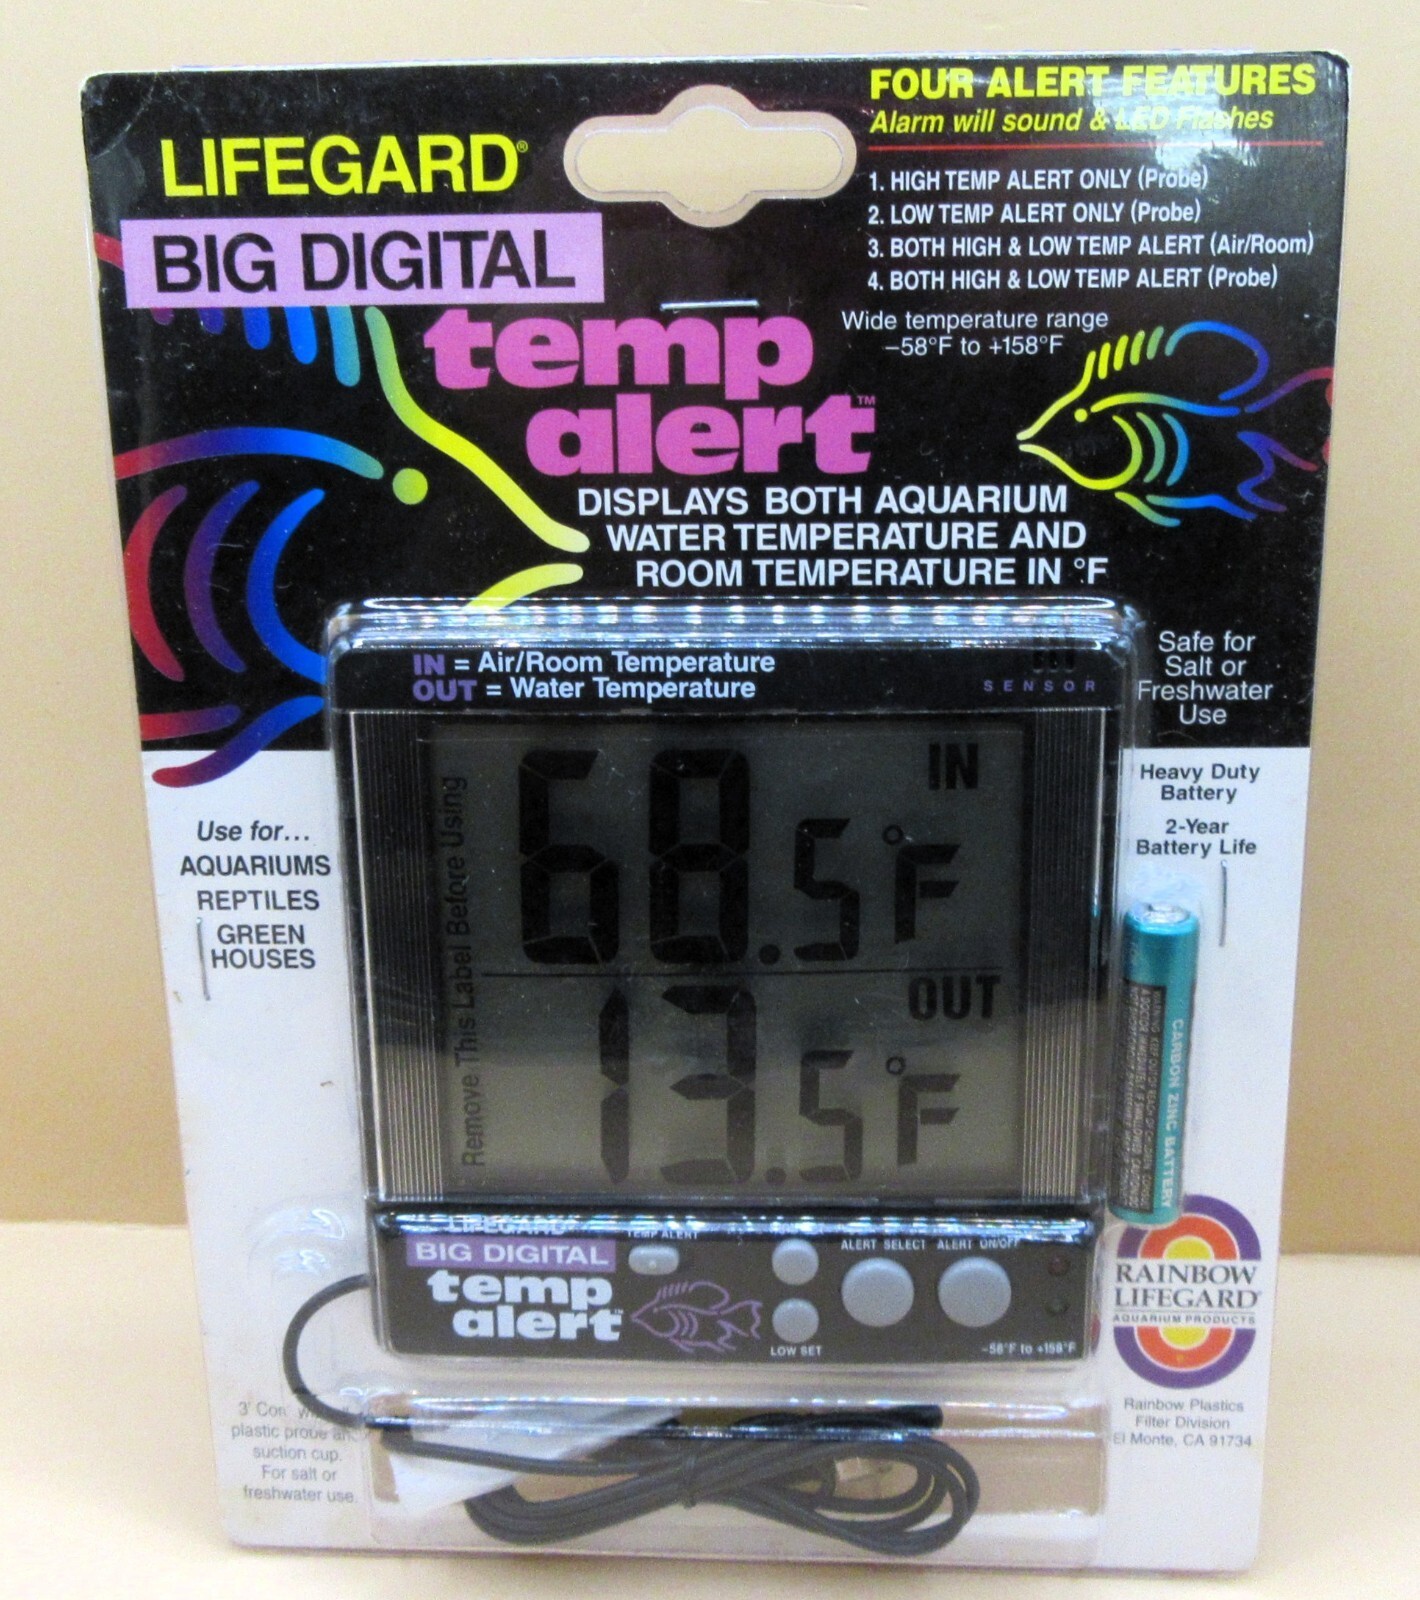 LIFEGARD®
BIG DIGITAL
temp
alert™
FOUR ALERT FEATURES
Alarm will sound & LED Flashes
1. HIGH TEMP ALERT ONLY (Probe)
2. LOW TEMP ALERT ONLY (Probe)
3. BOTH HIGH & LOW TEMP ALERT (Air/Room)
4. BOTH HIGH & LOW TEMP ALERT (Probe)
Wide temperature range
–58°F to +158°F
DISPLAYS BOTH AQUARIUM
WATER TEMPERATURE AND
ROOM TEMPERATURE IN °F
IN = Air/Room Temperature
OUT = Water Temperature
SENSOR
Safe for
Salt or
Freshwater
Use
Heavy Duty
Battery
2-Year
Battery Life
Use for...
AQUARIUMS
REPTILES
GREEN
HOUSES
Remove This Label Before Using
IN
68.5 °F
OUT
13.5 °F
CARBON ZINC BATTERY
LIFEGARD
BIG DIGITAL
temp
alert™
TEMP ALERT
LOW SET
ALERT SELECT
ALERT ON/OFF
-58°F to +158°F
RAINBOW
LIFEGARD®
AQUARIUM PRODUCTS
Rainbow Plastics
Filter Division
El Monte, CA 91734
3'
plastic probe
suction cup.
For salt or
freshwater use.